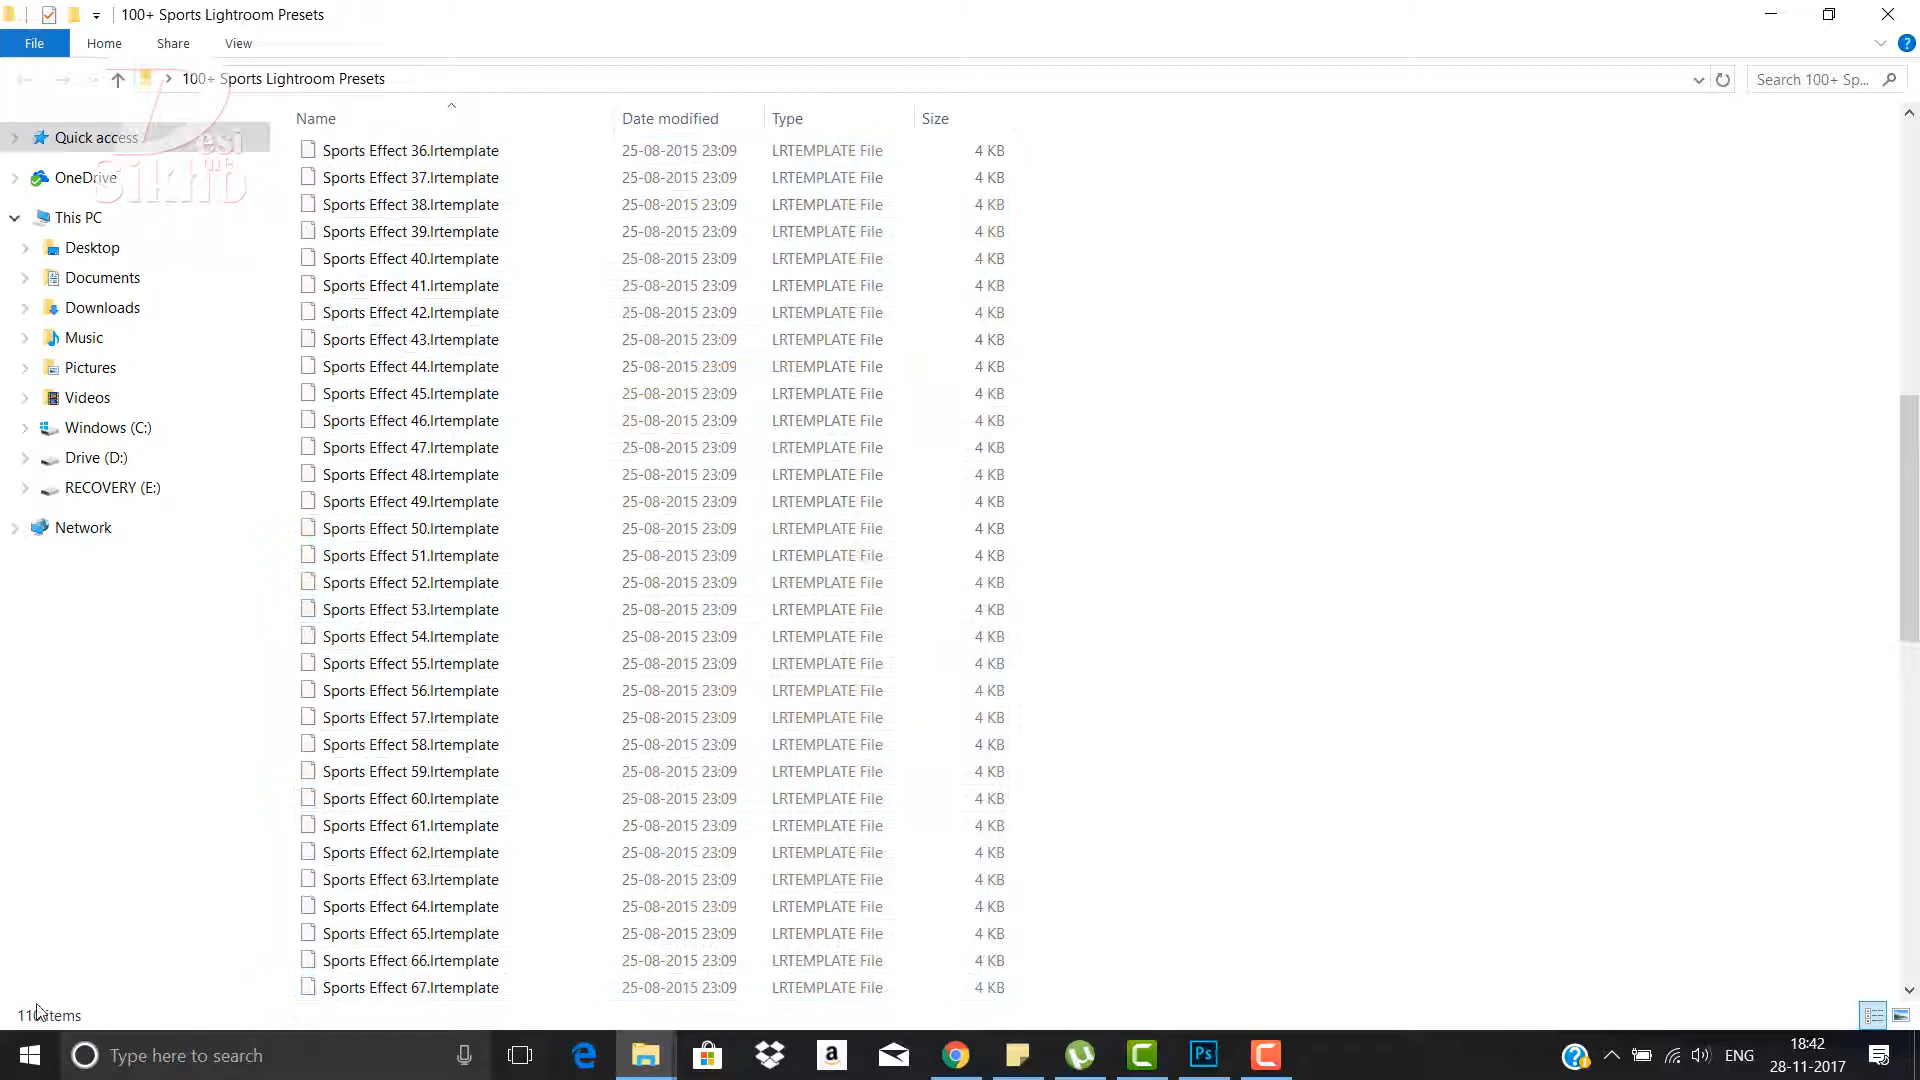 100+ Sports Lightroom Presets
File Home Share View
100+ Sports Lightroom Presets
Search 100+ Sp...
Name Date modified Type Size
Quick access
OneDrive
This PC
Desktop
Documents
Downloads
Music
Pictures
Videos
Windows (C:)
Drive (D:)
RECOVERY (E:)
Network
Desi
me
Sikho
Sports Effect 36.lrtemplate 25-08-2015 23:09 LRTEMPLATE File 4 KB
Sports Effect 37.lrtemplate 25-08-2015 23:09 LRTEMPLATE File 4 KB
Sports Effect 38.lrtemplate 25-08-2015 23:09 LRTEMPLATE File 4 KB
Sports Effect 39.lrtemplate 25-08-2015 23:09 LRTEMPLATE File 4 KB
Sports Effect 40.lrtemplate 25-08-2015 23:09 LRTEMPLATE File 4 KB
Sports Effect 41.lrtemplate 25-08-2015 23:09 LRTEMPLATE File 4 KB
Sports Effect 42.lrtemplate 25-08-2015 23:09 LRTEMPLATE File 4 KB
Sports Effect 43.lrtemplate 25-08-2015 23:09 LRTEMPLATE File 4 KB
Sports Effect 44.lrtemplate 25-08-2015 23:09 LRTEMPLATE File 4 KB
Sports Effect 45.lrtemplate 25-08-2015 23:09 LRTEMPLATE File 4 KB
Sports Effect 46.lrtemplate 25-08-2015 23:09 LRTEMPLATE File 4 KB
Sports Effect 47.lrtemplate 25-08-2015 23:09 LRTEMPLATE File 4 KB
Sports Effect 48.lrtemplate 25-08-2015 23:09 LRTEMPLATE File 4 KB
Sports Effect 49.lrtemplate 25-08-2015 23:09 LRTEMPLATE File 4 KB
Sports Effect 50.lrtemplate 25-08-2015 23:09 LRTEMPLATE File 4 KB
Sports Effect 51.lrtemplate 25-08-2015 23:09 LRTEMPLATE File 4 KB
Sports Effect 52.lrtemplate 25-08-2015 23:09 LRTEMPLATE File 4 KB
Sports Effect 53.lrtemplate 25-08-2015 23:09 LRTEMPLATE File 4 KB
Sports Effect 54.lrtemplate 25-08-2015 23:09 LRTEMPLATE File 4 KB
Sports Effect 55.lrtemplate 25-08-2015 23:09 LRTEMPLATE File 4 KB
Sports Effect 56.lrtemplate 25-08-2015 23:09 LRTEMPLATE File 4 KB
Sports Effect 57.lrtemplate 25-08-2015 23:09 LRTEMPLATE File 4 KB
Sports Effect 58.lrtemplate 25-08-2015 23:09 LRTEMPLATE File 4 KB
Sports Effect 59.lrtemplate 25-08-2015 23:09 LRTEMPLATE File 4 KB
Sports Effect 60.lrtemplate 25-08-2015 23:09 LRTEMPLATE File 4 KB
Sports Effect 61.lrtemplate 25-08-2015 23:09 LRTEMPLATE File 4 KB
Sports Effect 62.lrtemplate 25-08-2015 23:09 LRTEMPLATE File 4 KB
Sports Effect 63.lrtemplate 25-08-2015 23:09 LRTEMPLATE File 4 KB
Sports Effect 64.lrtemplate 25-08-2015 23:09 LRTEMPLATE File 4 KB
Sports Effect 65.lrtemplate 25-08-2015 23:09 LRTEMPLATE File 4 KB
Sports Effect 66.lrtemplate 25-08-2015 23:09 LRTEMPLATE File 4 KB
Sports Effect 67.lrtemplate 25-08-2015 23:09 LRTEMPLATE File 4 KB
items
Type here to search
Ps
ENG
18:42
28-11-2017